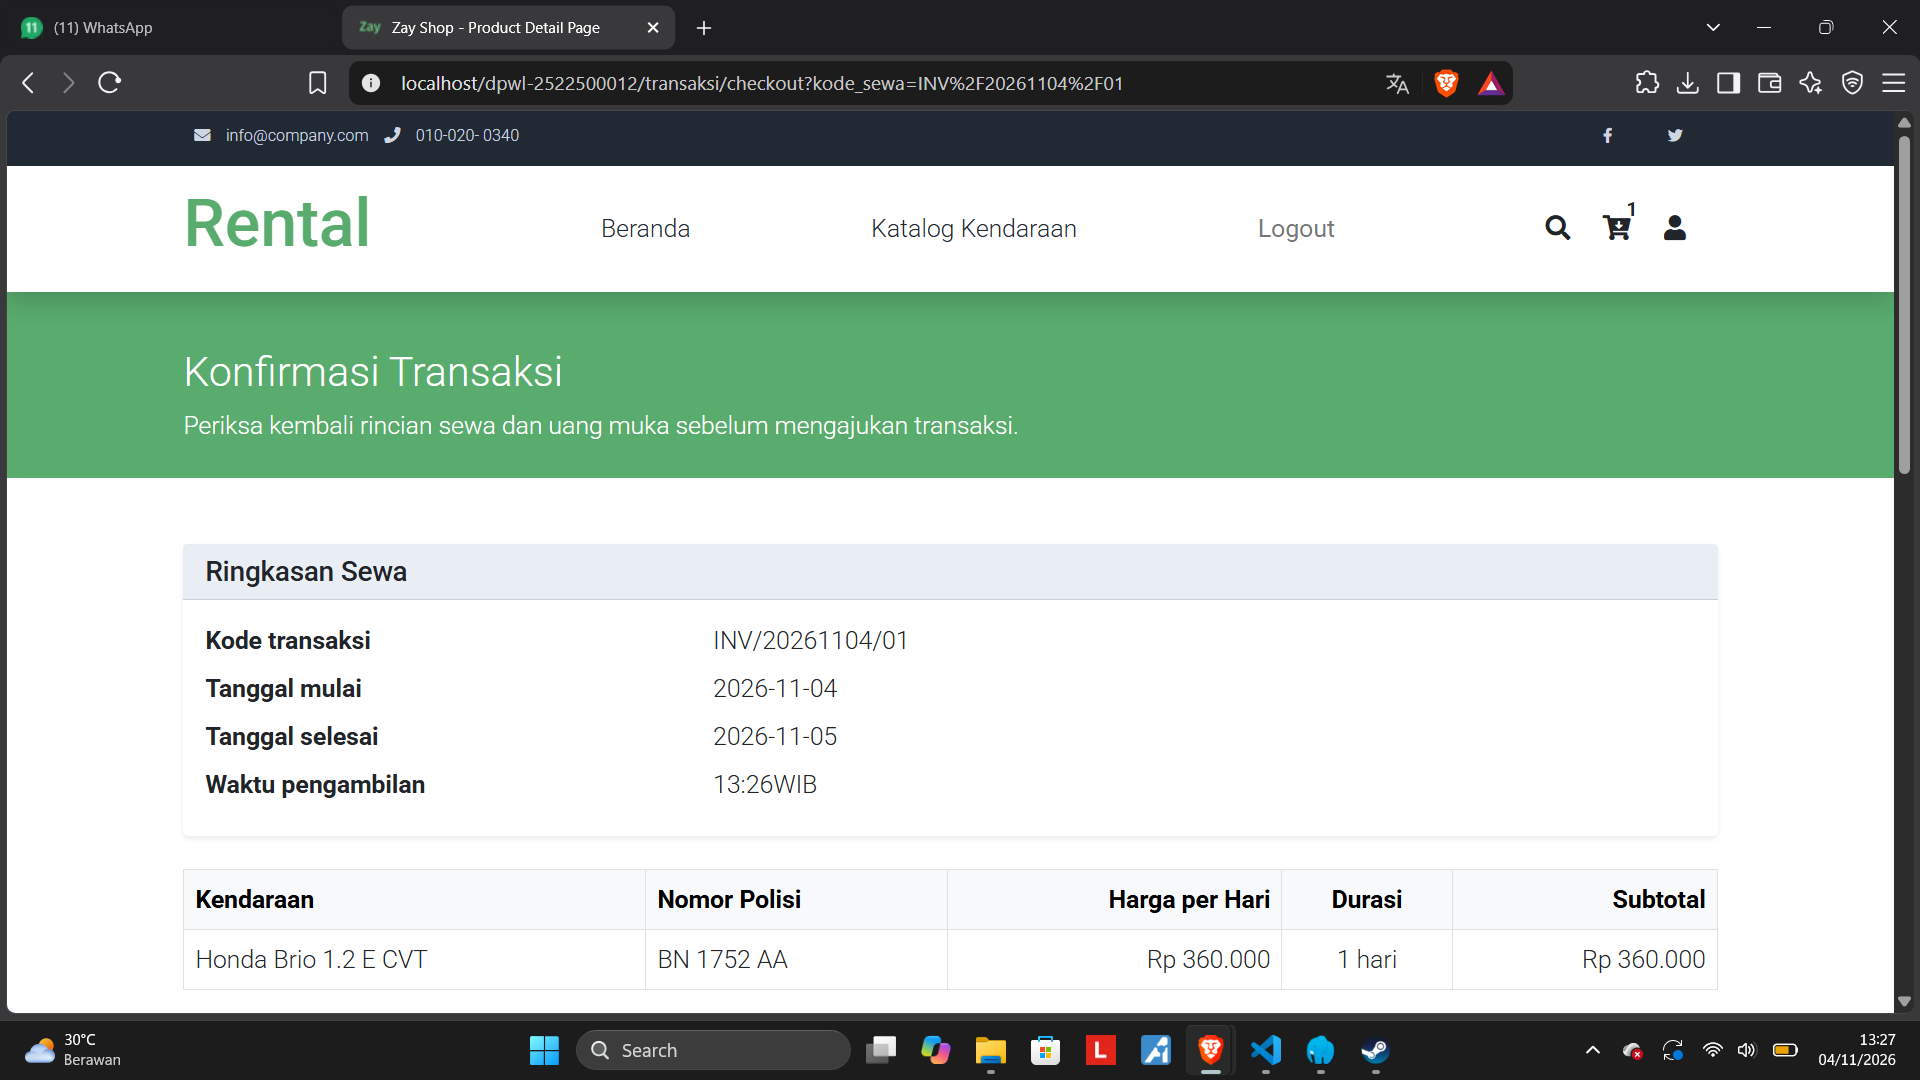 11
(11) WhatsApp
Zay
Zay Shop - Product Detail Page
localhost/dpwl-2522500012/transaksi/checkout?kode_sewa=INV%2F20261104%2F01
info@company.com
010-020- 0340
Rental
Beranda
Katalog Kendaraan
Logout
1
Konfirmasi Transaksi
Periksa kembali rincian sewa dan uang muka sebelum mengajukan transaksi.
Ringkasan Sewa
Kode transaksi INV/20261104/01
Tanggal mulai 2026-11-04
Tanggal selesai 2026-11-05
Waktu pengambilan 13:26WIB
Kendaraan Nomor Polisi Harga per Hari Durasi Subtotal
Honda Brio 1.2 E CVT BN 1752 AA Rp 360.000 1 hari Rp 360.000
30°C
Berawan
Search
L
13:27
04/11/2026